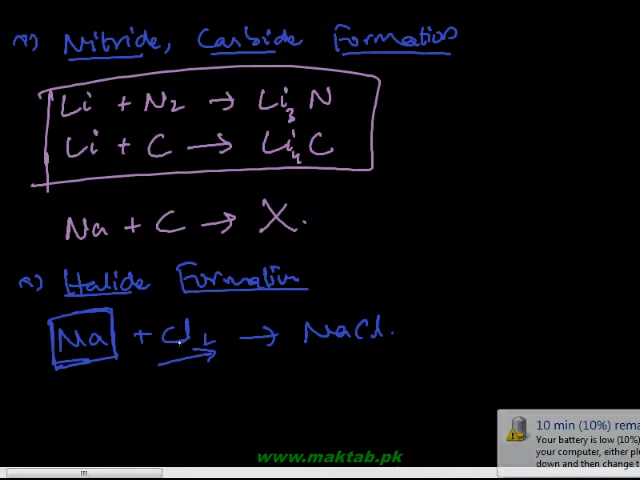 Nitride, Carbide Formation
Li + N2 → Li3N
Li + C → Li4C
Na + C → X.
Halide Formation
Na + Cl2 → NaCl.
10 min (10%) rema
Your battery is low (10%)
your computer, either plu
down and then change t
www.maktab.pk